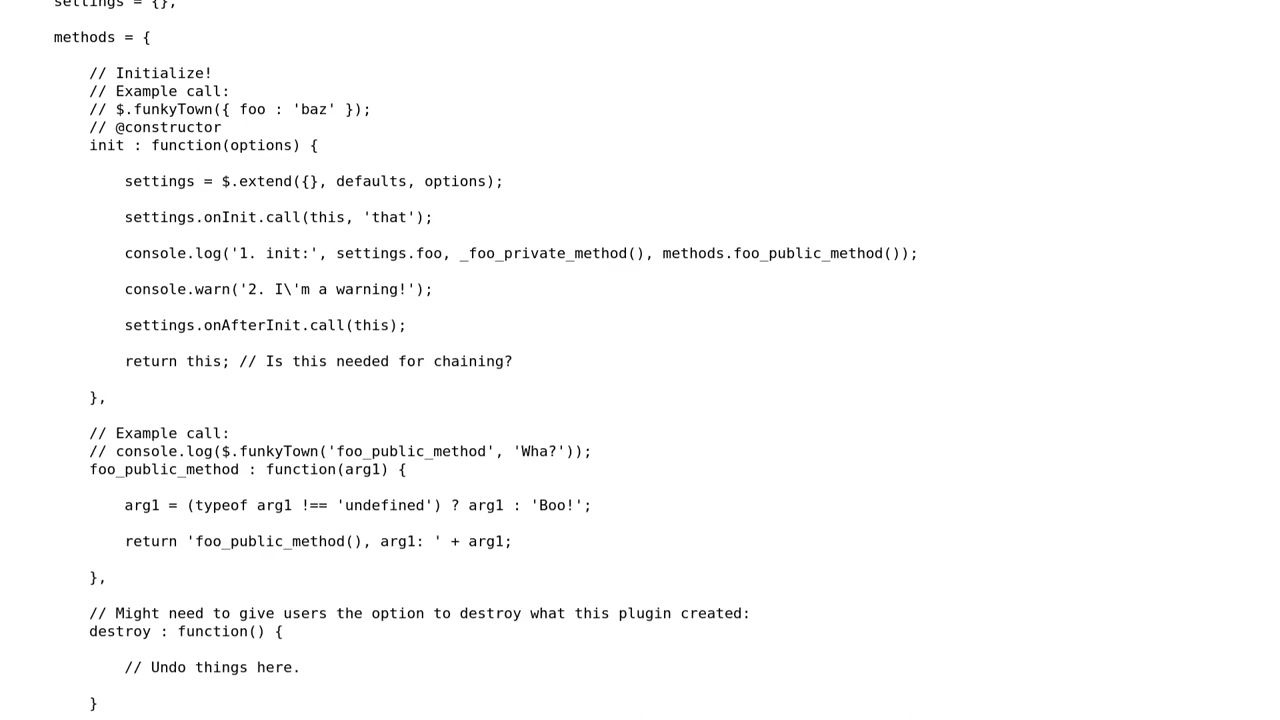 settings = {},
methods = {
// Initialize!
// Example call:
// $.funkyTown({ foo : 'baz' });
// @constructor
init : function(options) {
settings = $.extend({}, defaults, options);
settings.onInit.call(this, 'that');
console.log('1. init:', settings.foo, _foo_private_method(), methods.foo_public_method());
console.warn('2. I\'m a warning!');
settings.onAfterInit.call(this);
return this; // Is this needed for chaining?
},
// Example call:
// console.log($.funkyTown('foo_public_method', 'Wha?'));
foo_public_method : function(arg1) {
arg1 = (typeof arg1 !== 'undefined') ? arg1 : 'Boo!';
return 'foo_public_method(), arg1: ' + arg1;
},
// Might need to give users the option to destroy what this plugin created:
destroy : function() {
// Undo things here.
}